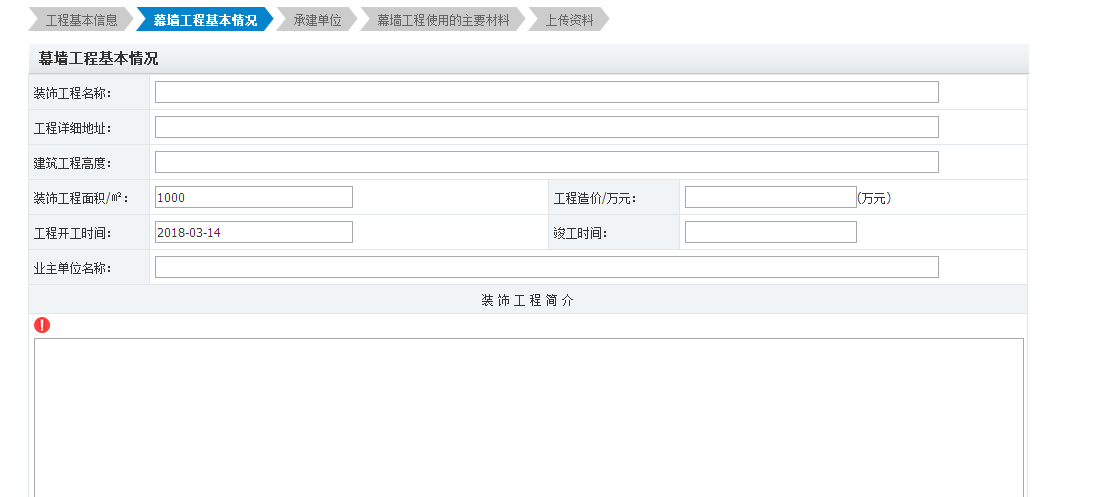 工程基本信息 幕墙工程基本情况 承建单位 幕墙工程使用的主要材料 上传资料
幕墙工程基本情况
装饰工程名称：
工程详细地址：
建筑工程高度：
装饰工程面积/㎡： 1000 工程造价/万元： (万元)
工程开工时间： 2018-03-14 竣工时间：
业主单位名称：
装 饰 工 程 简 介